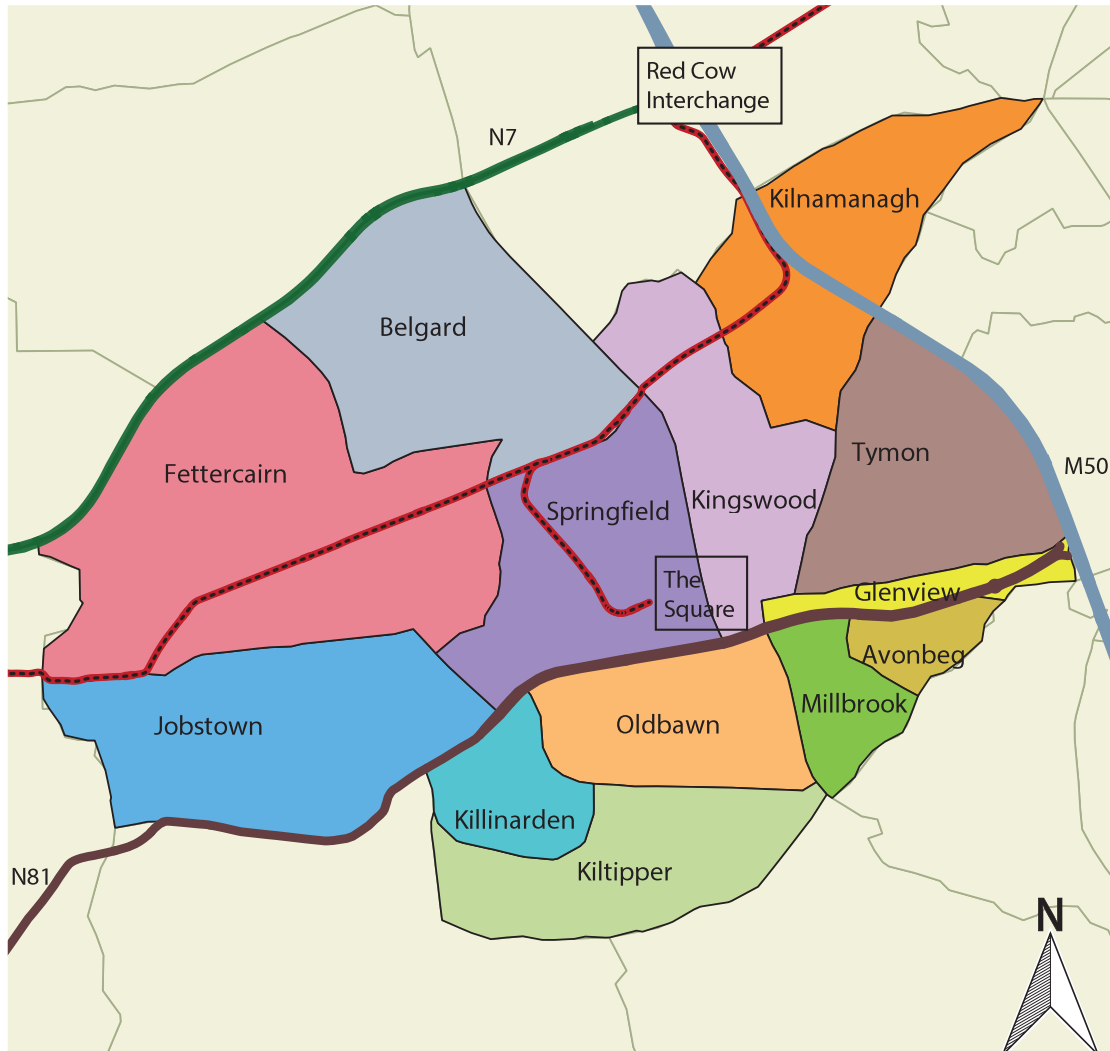 Red Cow
Interchange
N7
Kilnamanagh
Belgard
Tymon
M50
Fettercairn
Kingswood
Springfield
The
Square
Glenview
Avonbeg
Millbrook
Jobstown
Oldbawn
Killinarden
Kiltipper
N81
N